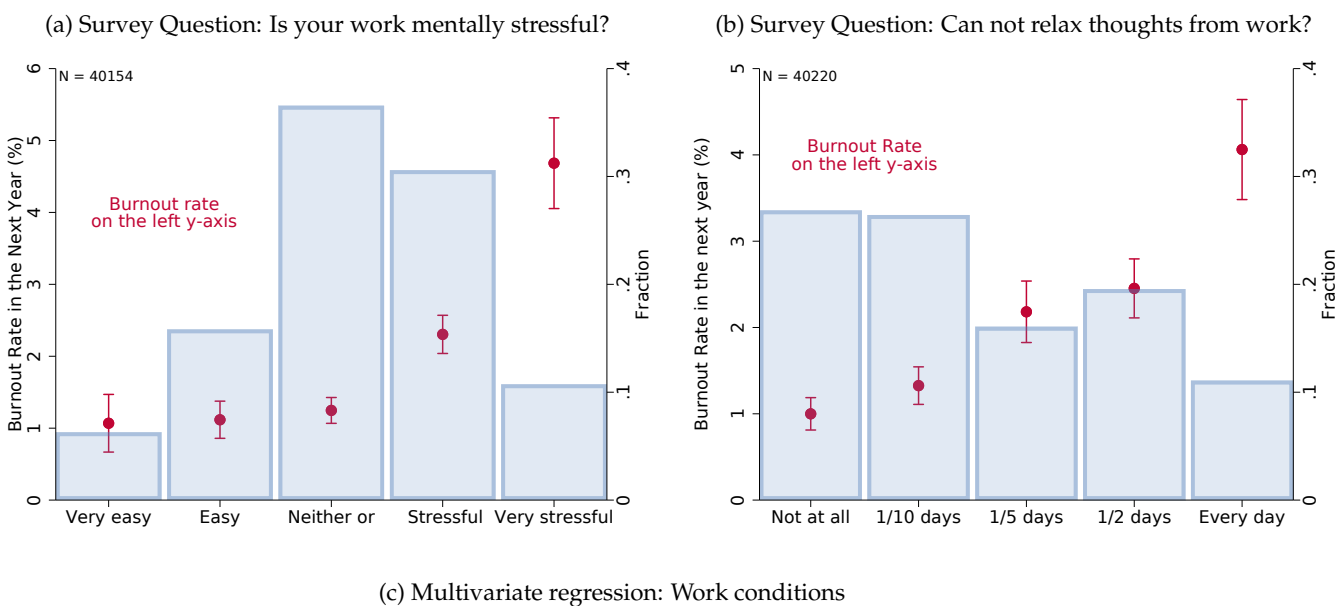 (a) Survey Question: Is your work mentally stressful?
N = 40154
Burnout Rate in the Next Year (%)
0
1
2
3
4
5
6
Burnout rate
on the left y-axis
Fraction
0
.1
.2
.3
.4
Very easy
Easy
Neither or
Stressful
Very stressful
(b) Survey Question: Can not relax thoughts from work?
N = 40220
Burnout Rate in the next year (%)
0
1
2
3
4
5
Burnout Rate
on the left y-axis
Fraction
0
.1
.2
.3
.4
Not at all
1/10 days
1/5 days
1/2 days
Every day
(c) Multivariate regression: Work conditions